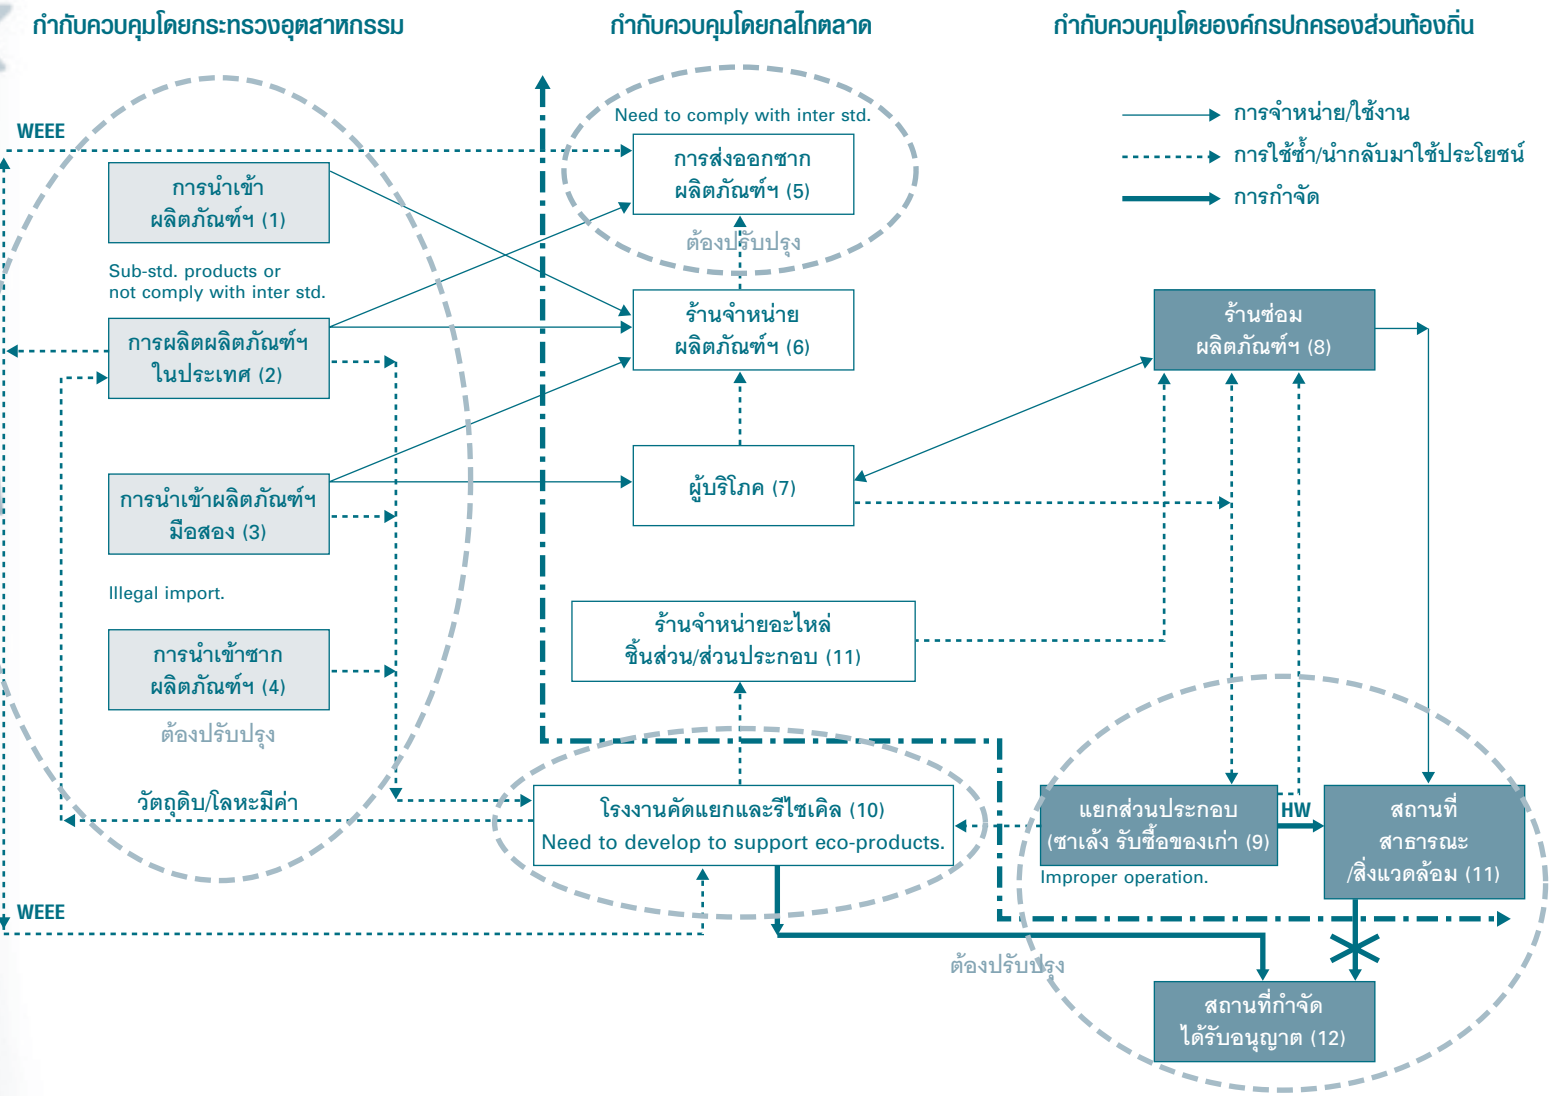 กำกับควบคุมโดยกระทรวงอุตสาหกรรม
กำกับควบคุมโดยกลไกตลาด
กำกับควบคุมโดยองค์กรปกครองส่วนท้องถิ่น
การจำหน่าย/ใช้งาน
การใช้ซ้ำ/นำกลับมาใช้ประโยชน์
การกำจัด
WEEE
การนำเข้า
ผลิตภัณฑ์ฯ (1)
Sub-std. products or
not comply with inter std.
การผลิตผลิตภัณฑ์ฯ
ในประเทศ (2)
การนำเข้าผลิตภัณฑ์ฯ
มือสอง (3)
Illegal import.
การนำเข้าซาก
ผลิตภัณฑ์ฯ (4)
ต้องปรับปรุง
วัตถุดิบ/โลหะมีค่า
WEEE
Need to comply with inter std.
การส่งออกซาก
ผลิตภัณฑ์ฯ (5)
ต้องปรับปรุง
ร้านจำหน่าย
ผลิตภัณฑ์ฯ (6)
ผู้บริโภค (7)
ร้านจำหน่ายอะไหล่
ชิ้นส่วน/ส่วนประกอบ (11)
โรงงานคัดแยกและรีไซเคิล (10)
Need to develop to support eco-products.
ร้านซ่อม
ผลิตภัณฑ์ฯ (8)
แยกส่วนประกอบ
(ซาเล้ง รับซื้อของเก่า (9)
Improper operation.
HW
สถานที่
สาธารณะ
/สิ่งแวดล้อม (11)
ต้องปรับปรุง
สถานที่กำจัด
ได้รับอนุญาต (12)